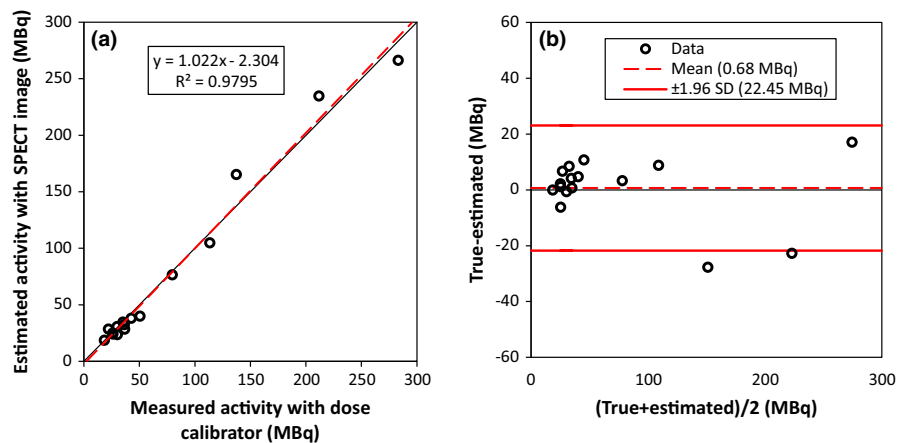 (a)
y = 1.022x - 2.304
R² = 0.9795
Estimated activity with SPECT image (MBq)
300
250
200
150
100
50
0
0 50 100 150 200 250 300
Measured activity with dose
calibrator (MBq)
(b)
Data
Mean (0.68 MBq)
±1.96 SD (22.45 MBq)
True-estimated (MBq)
60
40
20
0
-20
-40
-60
0 100 200 300
(True+estimated)/2 (MBq)